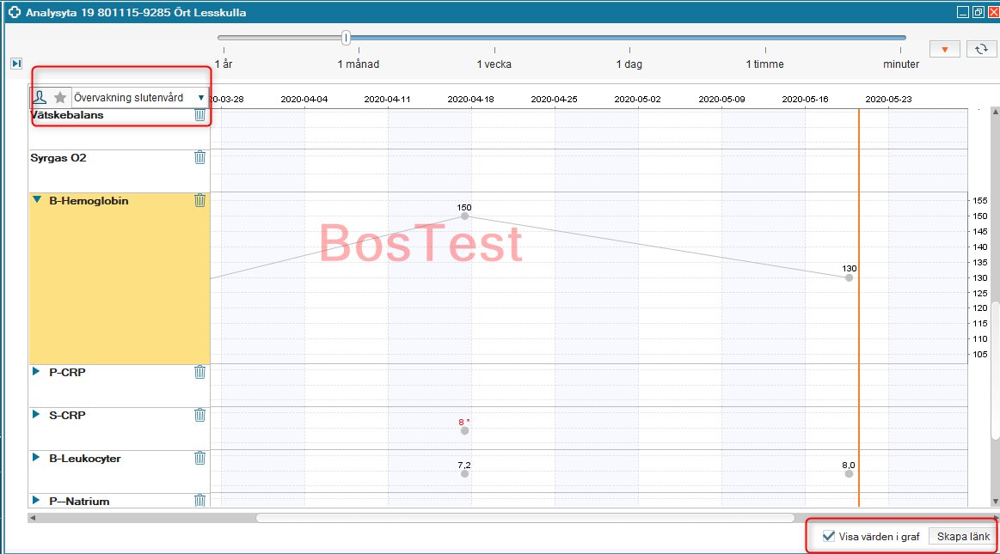 Analysyta 19 801115-9285 Ört Lesskulla
1 år 1 månad 1 vecka 1 dag 1 timme minuter
Övervakning slutenvård
0-03-28 2020-04-04 2020-04-11 2020-04-18 2020-04-25 2020-05-02 2020-05-09 2020-05-16 2020-05-23
Vätskebalans
Syrgas O2
B-Hemoglobin
150
130
BosTest
155
150
145
140
135
130
125
120
115
110
105
P-CRP
S-CRP
8 *
B-Leukocyter
7,2 8,0
P--Natrium
Visa värden i graf Skapa länk